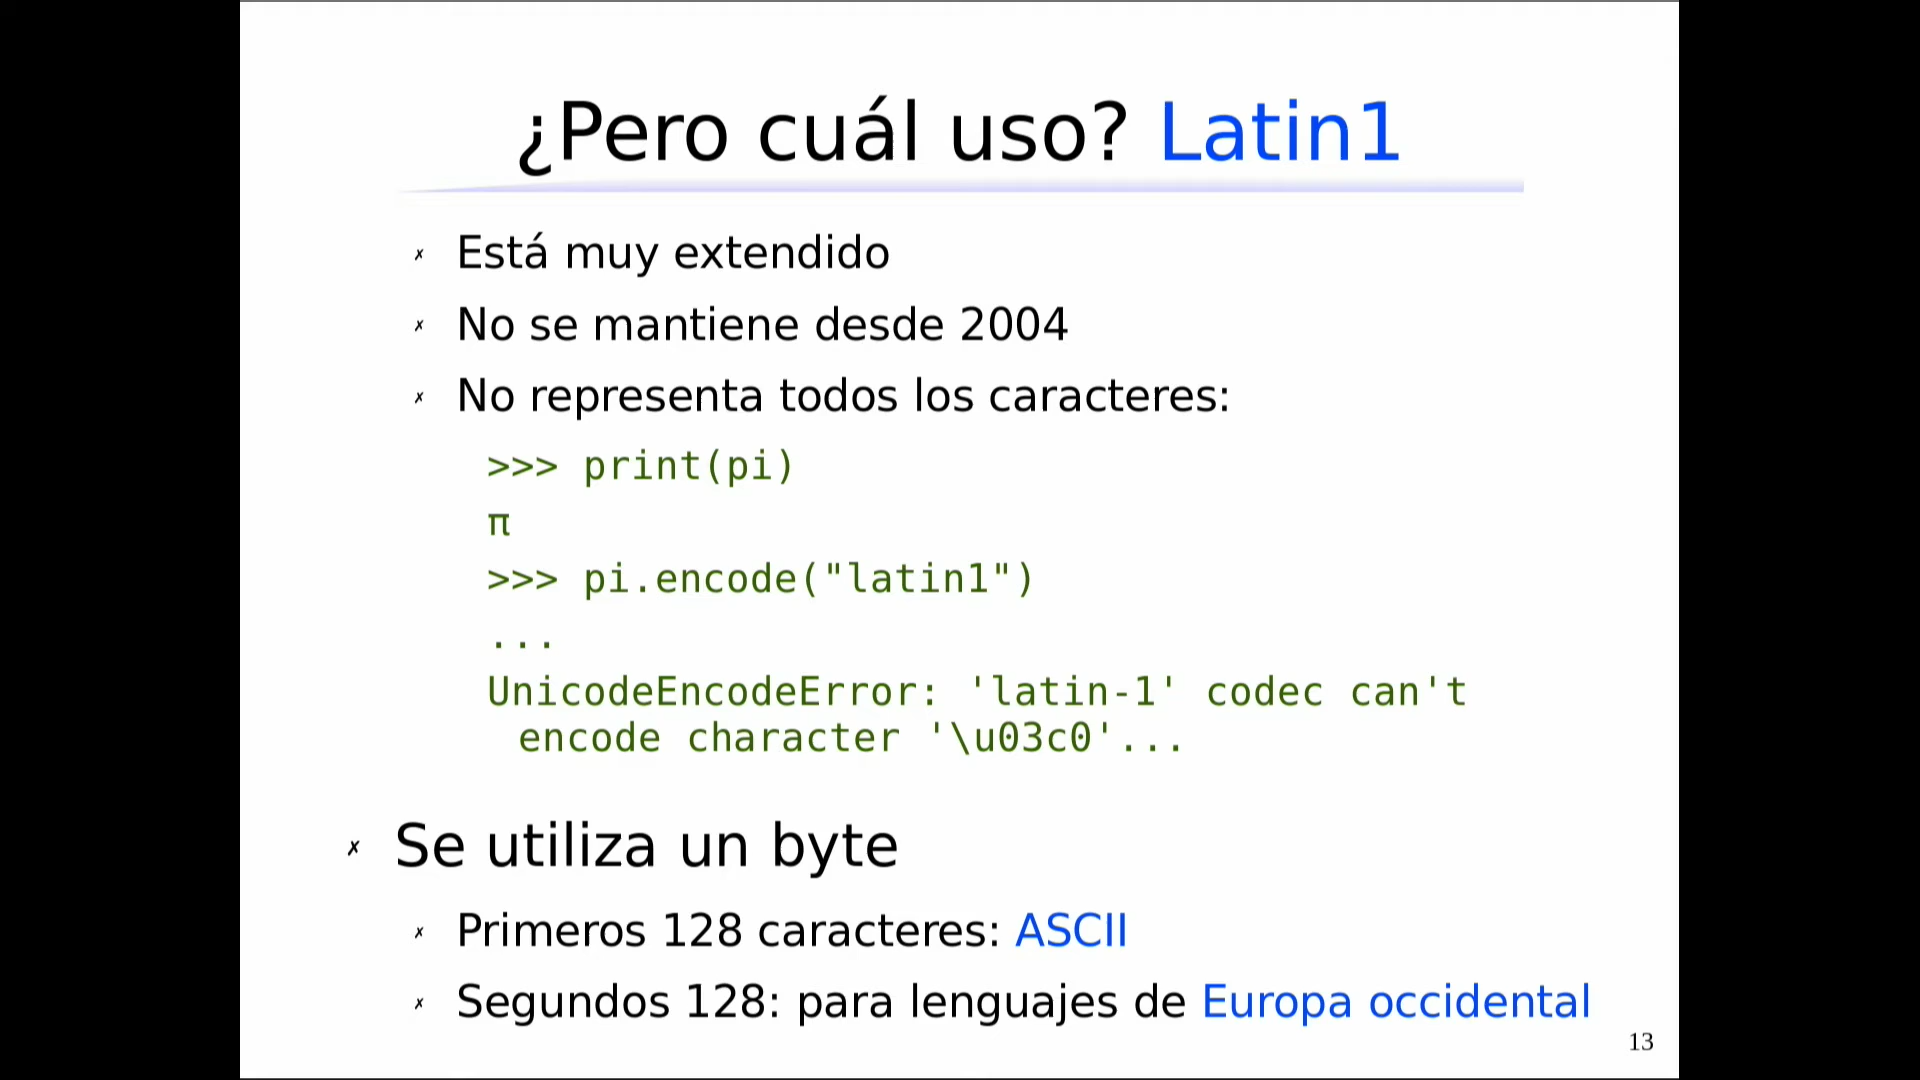 ¿Pero cuál uso? Latin1
✗ Está muy extendido
✗ No se mantiene desde 2004
✗ No representa todos los caracteres:
>>> print(pi)
π
>>> pi.encode("latin1")
...
UnicodeEncodeError: 'latin-1' codec can't
encode character '\u03c0'...
✗ Se utiliza un byte
✗ Primeros 128 caracteres: ASCII
✗ Segundos 128: para lenguajes de Europa occidental
13